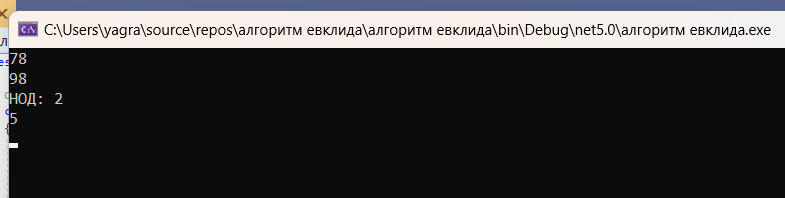 C:\Users\yagra\source\repos\алгоритм евклида\алгоритм евклида\bin\Debug\net5.0\алгоритм евклида.exe
78
98
НОД: 2
5